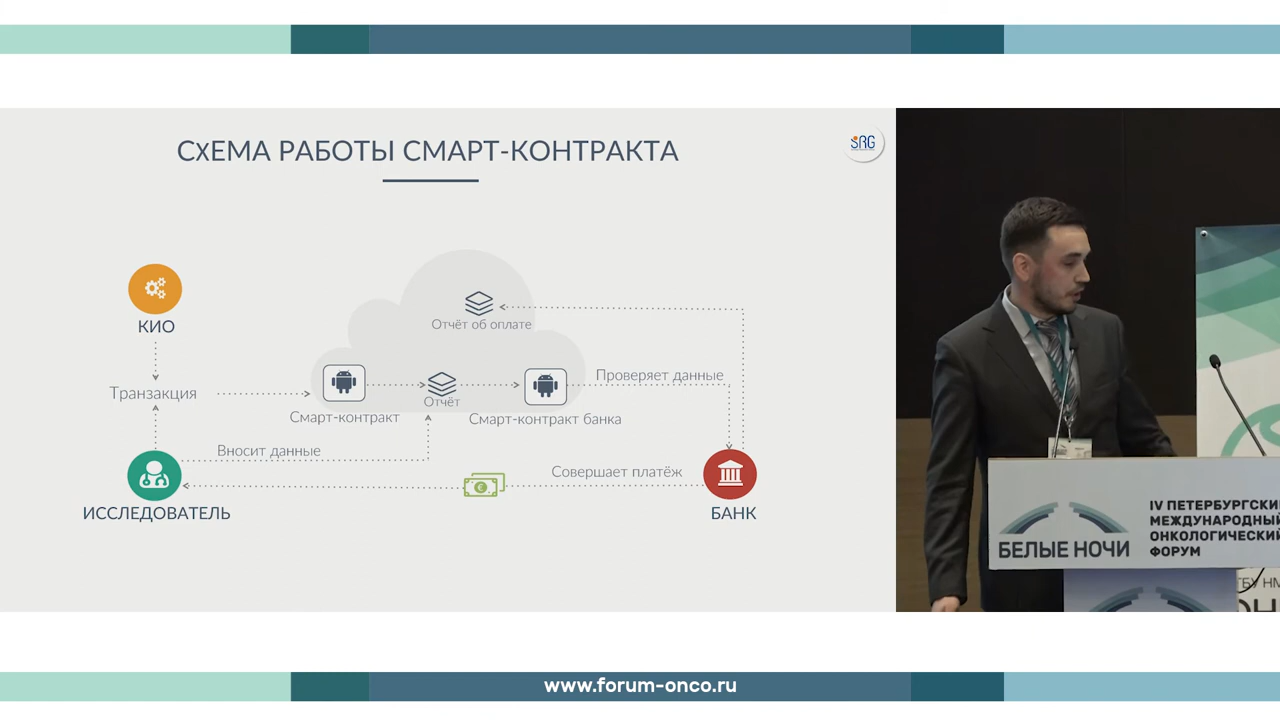 СХЕМА РАБОТЫ СМАРТ-КОНТРАКТА
SRG
КИО
Отчёт об оплате
Транзакция
Смарт-контракт
Отчёт
Смарт-контракт банка
Проверяет данные
Вносит данные
Совершает платёж
ИССЛЕДОВАТЕЛЬ
БАНК
БЕЛЫЕ НОЧИ
IV ПЕТЕРБУРГСКИЙ
МЕЖДУНАРОДНЫЙ
ОНКОЛОГИЧЕСКИЙ
ФОРУМ
www.forum-onco.ru